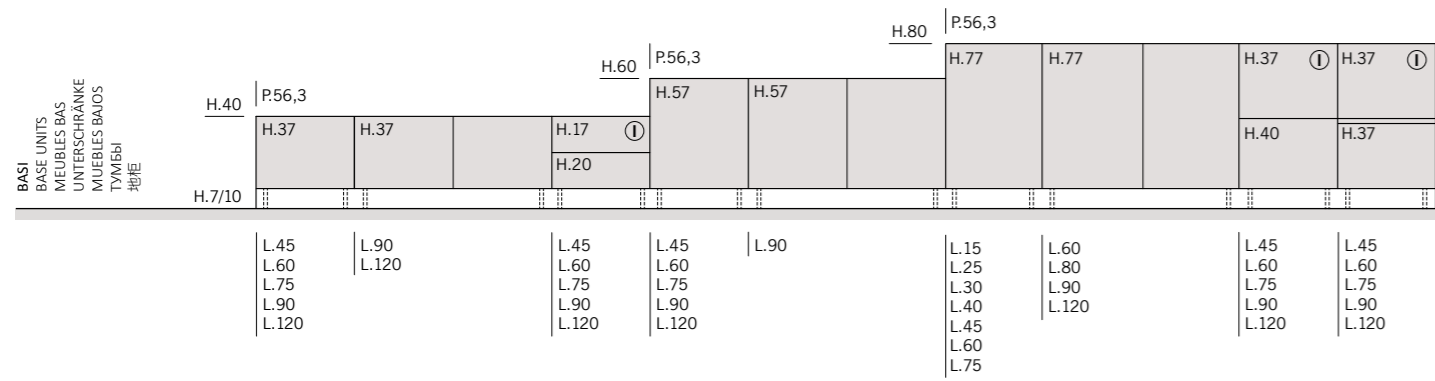 BASI
BASE UNITS
MEUBLES BAS
UNTERSCHRÄNKE
MUEBLES BAJOS
ТУМБЫ
地柜
H.40
P.56,3
H.37
H.37
H.17 I
H.20
H.7/10
H.60
P.56,3
H.57
H.57
H.80
P.56,3
H.77
H.77
H.37 I
H.40
H.37 I
H.37
L.45
L.60
L.75
L.90
L.120
L.90
L.120
L.45
L.60
L.75
L.90
L.120
L.45
L.60
L.75
L.90
L.120
L.90
L.15
L.25
L.30
L.40
L.45
L.60
L.75
L.60
L.80
L.90
L.120
L.45
L.60
L.75
L.90
L.120
L.45
L.60
L.75
L.90
L.120